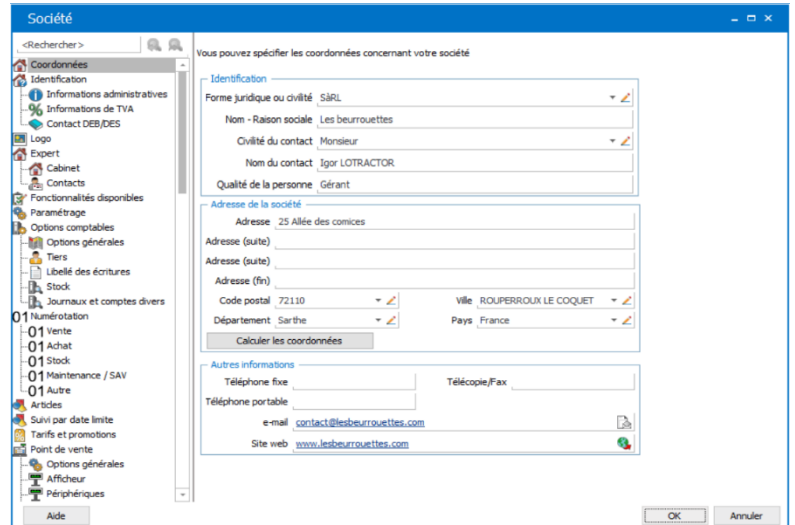 Société
<Rechercher>
Coordonnées
Identification
Informations administratives
Informations de TVA
Contact DEB/DES
Logo
Expert
Cabinet
Contacts
Fonctionnalités disponibles
Paramétrage
Options comptables
Options générales
Tiers
Libellé des écritures
Stock
Journaux et comptes divers
01 Numérotation
01 Vente
01 Achat
01 Stock
01 Maintenance / SAV
01 Autre
Articles
Suivi par date limite
Tarifs et promotions
Point de vente
Options générales
Afficheur
Périphériques
Vous pouvez spécifier les coordonnées concernant votre société
Identification
Forme juridique ou civilité SàRL
Nom - Raison sociale Les beurrouettes
Civilité du contact Monsieur
Nom du contact Igor LOTRACTOR
Qualité de la personne Gérant
Adresse de la société
Adresse 25 Allée des comices
Adresse (suite)
Adresse (suite)
Adresse (fin)
Code postal 72110 Ville ROUPERROUX LE COQUET
Département Sarthe Pays France
Calculer les coordonnées
Autres informations
Téléphone fixe Télécopie/Fax
Téléphone portable
e-mail contact@lesbeurrouettes.com
Site web www.lesbeurrouettes.com
Aide OK Annuler